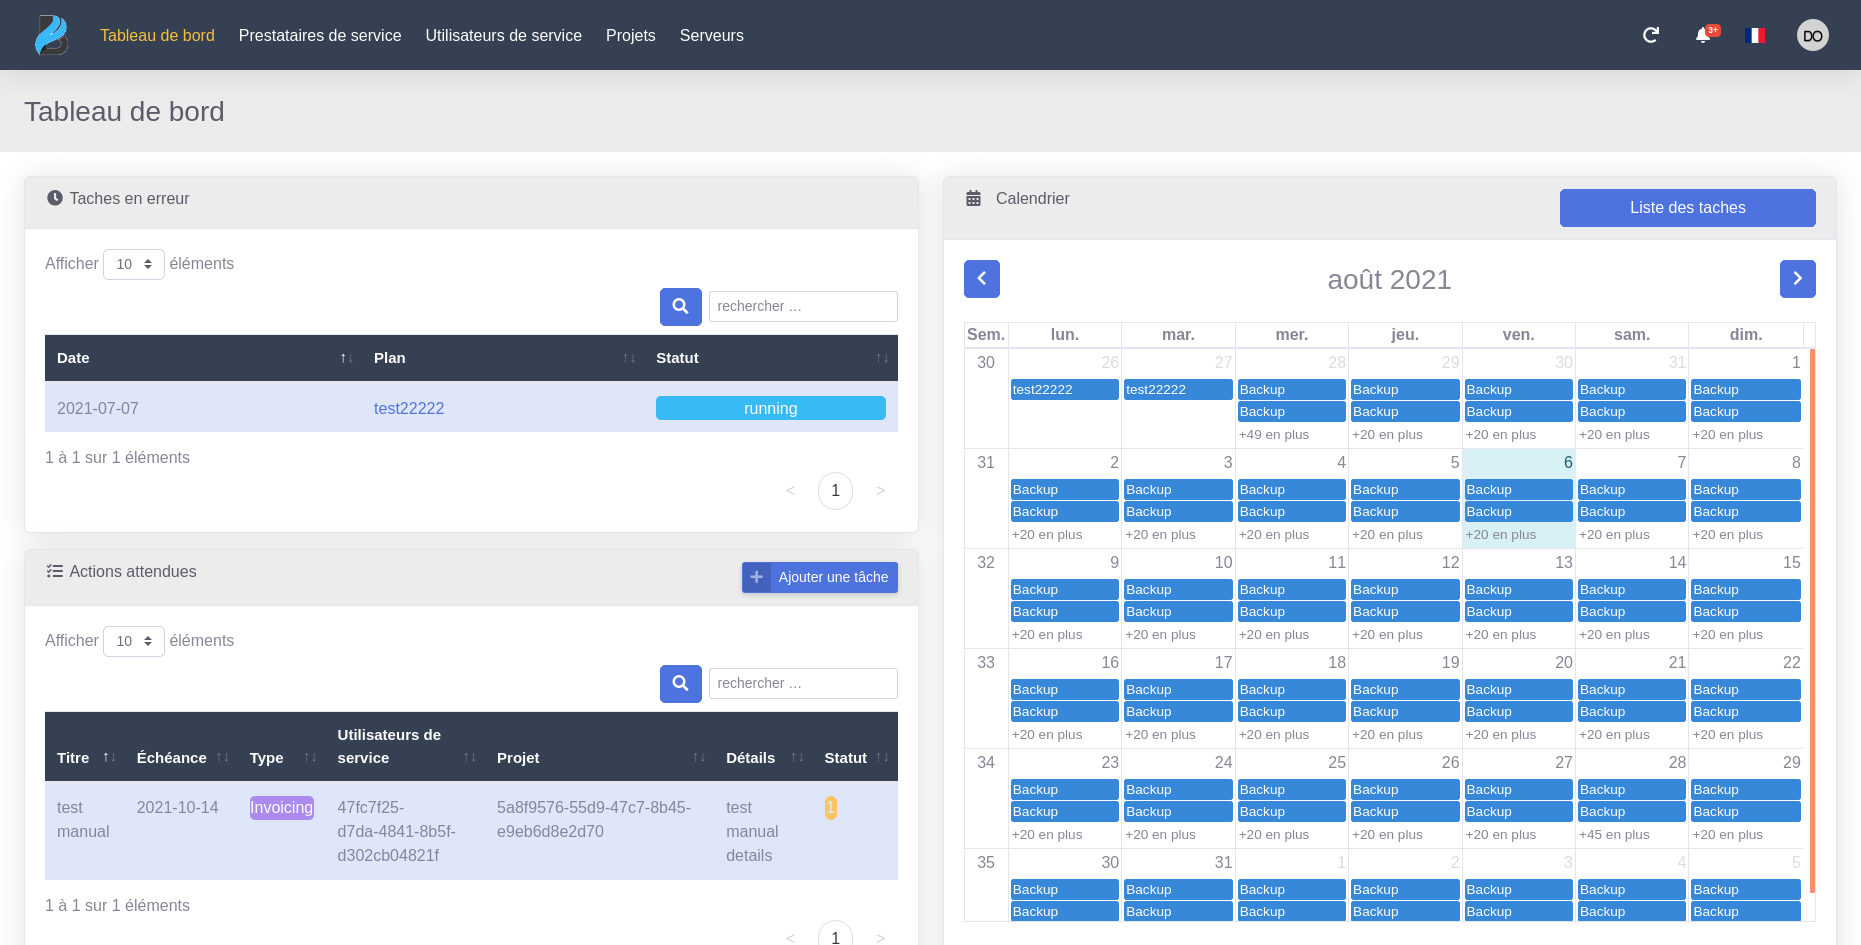 Tableau de bord Prestataires de service Utilisateurs de service Projets Serveurs 3+ DO
Tableau de bord
Taches en erreur
Afficher 10 éléments
rechercher ...
Date ↑↓ Plan ↑↓ Statut ↑↓
2021-07-07 test22222 running
1 à 1 sur 1 éléments
< 1 >
Actions attendues Ajouter une tâche
Afficher 10 éléments
rechercher ...
Titre ↑↓ Échéance ↑↓ Type ↑↓ Utilisateurs de service ↑↓ Projet ↑↓ Détails ↑↓ Statut ↑↓
test manual 2021-10-14 Invoicing 47fc7f25-d7da-4841-8b5f-d302cb04821f 5a8f9576-55d9-47c7-8b45-e9eb6d8e2d70 test manual details 1
1 à 1 sur 1 éléments
< 1 >
Calendrier Liste des taches
août 2021
Sem. lun. mar. mer. jeu. ven. sam. dim.
30 26 27 28 29 30 31 1
test22222 test22222 Backup Backup Backup Backup Backup
Backup Backup Backup Backup Backup
+49 en plus +20 en plus +20 en plus +20 en plus +20 en plus
31 2 3 4 5 6 7 8
Backup Backup Backup Backup Backup Backup Backup
Backup Backup Backup Backup Backup Backup Backup
+20 en plus +20 en plus +20 en plus +20 en plus +20 en plus +20 en plus +20 en plus
32 9 10 11 12 13 14 15
Backup Backup Backup Backup Backup Backup Backup
Backup Backup Backup Backup Backup Backup Backup
+20 en plus +20 en plus +20 en plus +20 en plus +20 en plus +20 en plus +20 en plus
33 16 17 18 19 20 21 22
Backup Backup Backup Backup Backup Backup Backup
Backup Backup Backup Backup Backup Backup Backup
+20 en plus +20 en plus +20 en plus +20 en plus +20 en plus +20 en plus +20 en plus
34 23 24 25 26 27 28 29
Backup Backup Backup Backup Backup Backup Backup
Backup Backup Backup Backup Backup Backup Backup
+20 en plus +20 en plus +20 en plus +20 en plus +20 en plus +45 en plus +20 en plus
35 30 31 1 2 3 4 5
Backup Backup Backup Backup Backup Backup Backup
Backup Backup Backup Backup Backup Backup Backup